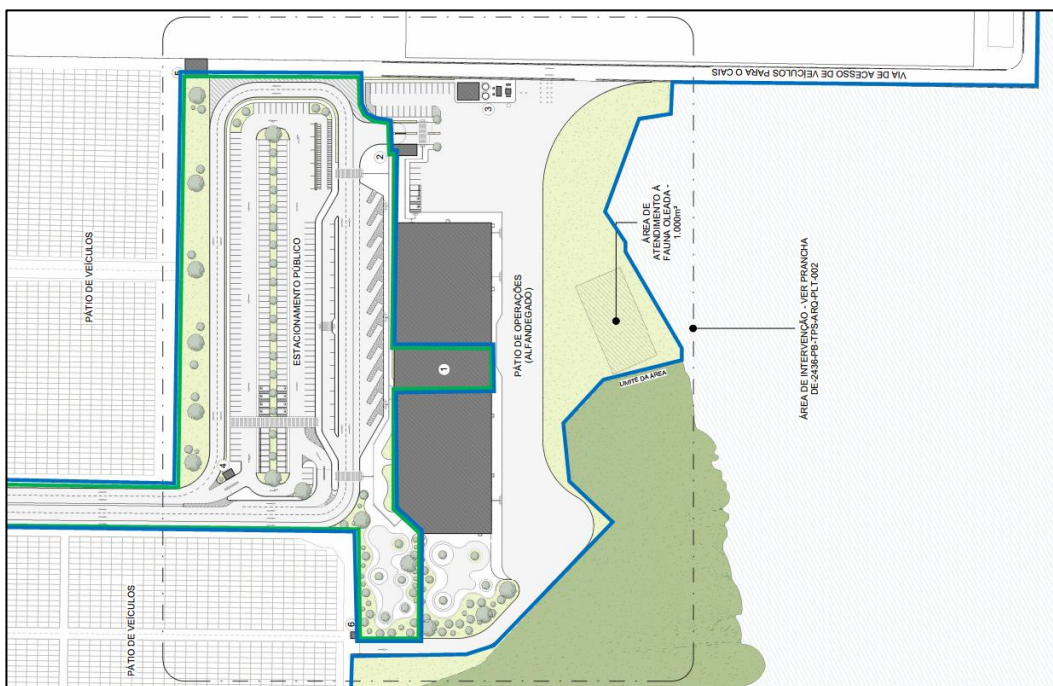 VIA DE ACESSO DE VEÍCULOS PARA O CAIS
5
3
2
PÁTIO DE VEÍCULOS
ESTACIONAMENTO PÚBLICO
PÁTIO DE OPERAÇÕES
(ALFANDEGADO)
ÁREA DE
ATENDIMENTO À
FAUNA OLEADA -
1.000m²
ÁREA DE INTERVENÇÃO - VER PRANCHA
DE-2436-PB-TPS-ARQ-PLT-002
1
LIMITE DA ÁREA
4
PÁTIO DE VEÍCULOS
6